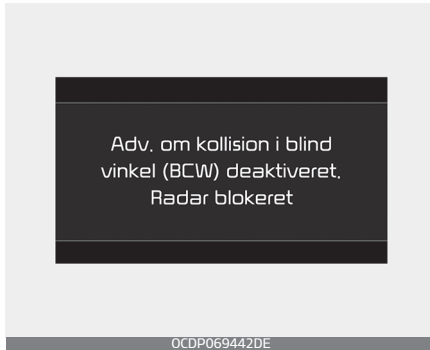 Adv. om kollision i blind
vinkel (BCW) deaktiveret.
Radar blokeret
OCDP069442DE